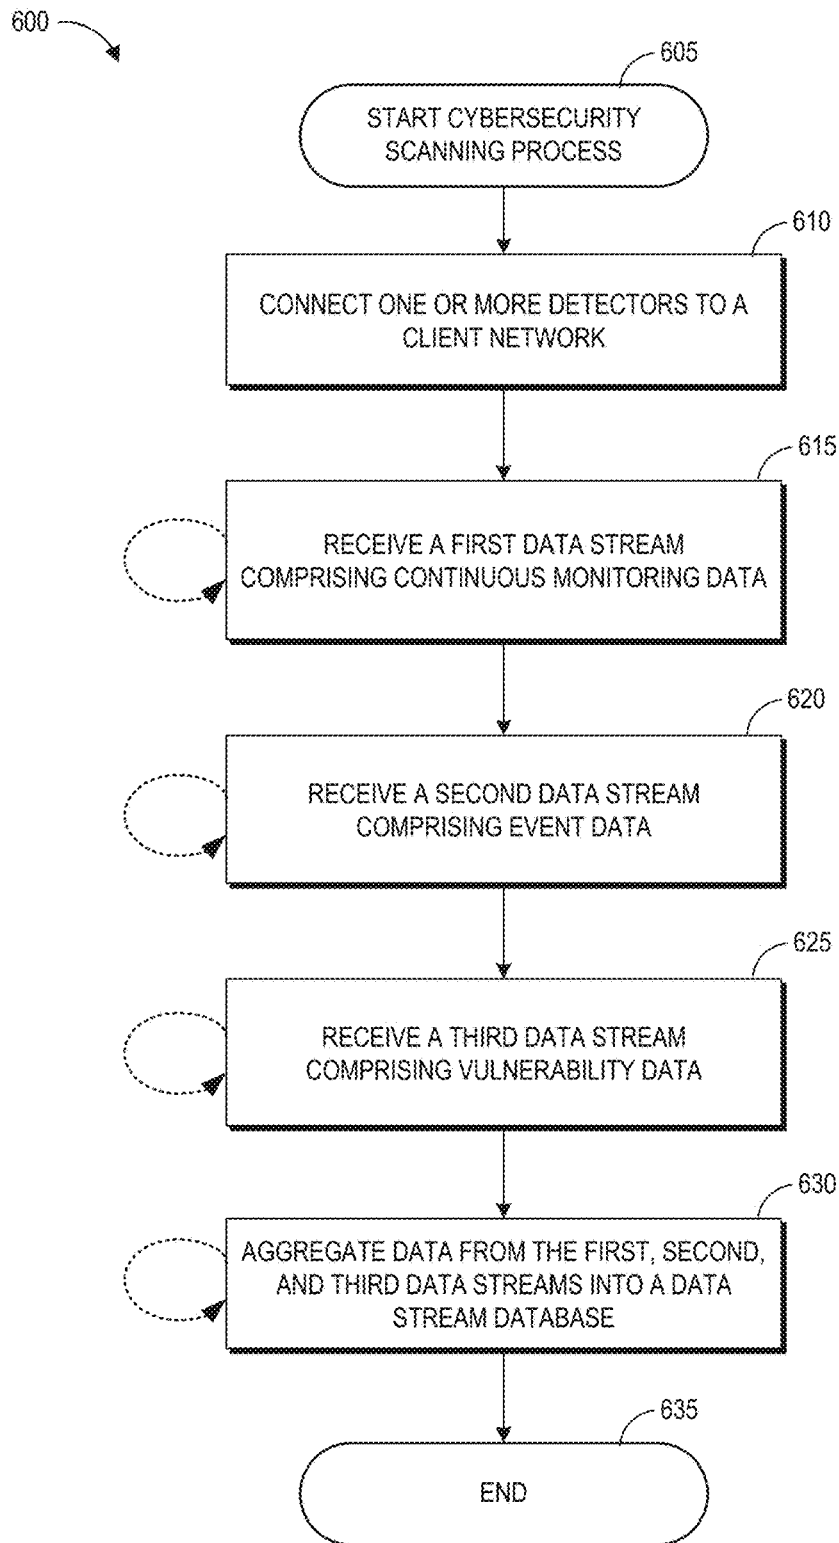 600
605
START CYBERSECURITY
SCANNING PROCESS
610
CONNECT ONE OR MORE DETECTORS TO A
CLIENT NETWORK
615
RECEIVE A FIRST DATA STREAM
COMPRISING CONTINUOUS MONITORING DATA
620
RECEIVE A SECOND DATA STREAM
COMPRISING EVENT DATA
625
RECEIVE A THIRD DATA STREAM
COMPRISING VULNERABILITY DATA
630
AGGREGATE DATA FROM THE FIRST, SECOND,
AND THIRD DATA STREAMS INTO A DATA
STREAM DATABASE
635
END